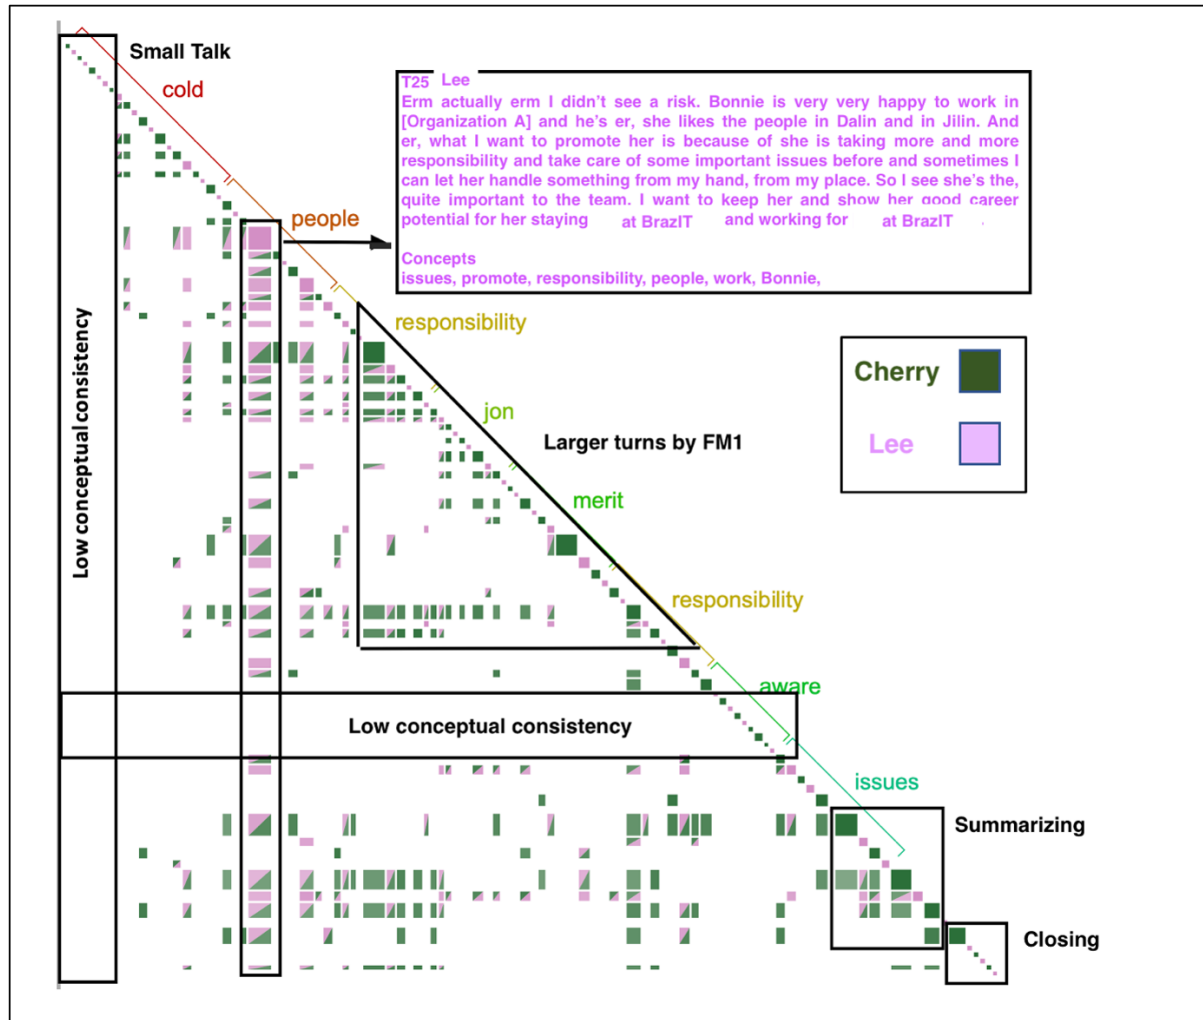 Small Talk
cold
T25 Lee
Erm actually erm I didn't see a risk. Bonnie is very very happy to work in
[Organization A] and he's er, she likes the people in Dalin and in Jilin. And
er, what I want to promote her is because of she is taking more and more
responsibility and take care of some important issues before and sometimes I
can let her handle something from my hand, from my place. So I see she's the,
quite important to the team. I want to keep her and show her good career
potential for her staying at BrazIT and working for at BrazIT .
Concepts
issues, promote, responsibility, people, work, Bonnie,
people
Low conceptual consistency
responsibility
Cherry
Lee
jon
Larger turns by FM1
merit
responsibility
aware
Low conceptual consistency
issues
Summarizing
Closing